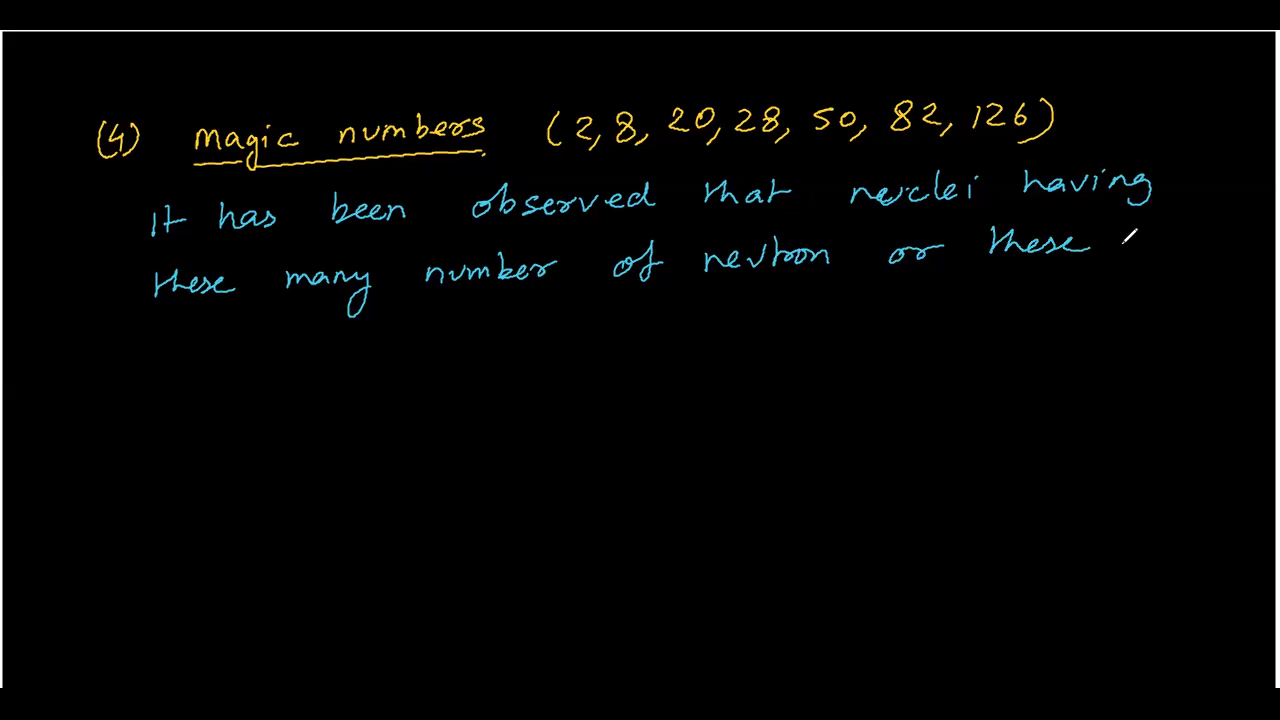 (4) magic numbers (2, 8, 20, 28, 50, 82, 126)
It has been observed that neuclei having
these many number of neutron or these